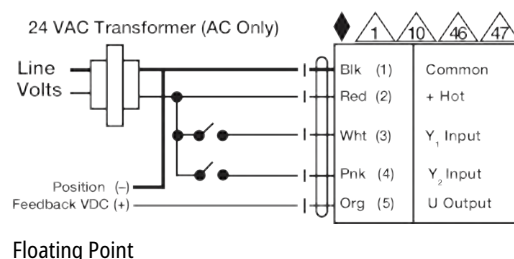 24 VAC Transformer (AC Only)
1 10 46 47
Line
Volts
Blk (1) Common
Red (2) + Hot
Wht (3) Y1 Input
Pnk (4) Y2 Input
Position (–)
Feedback VDC (+)
Org (5) U Output
Floating Point